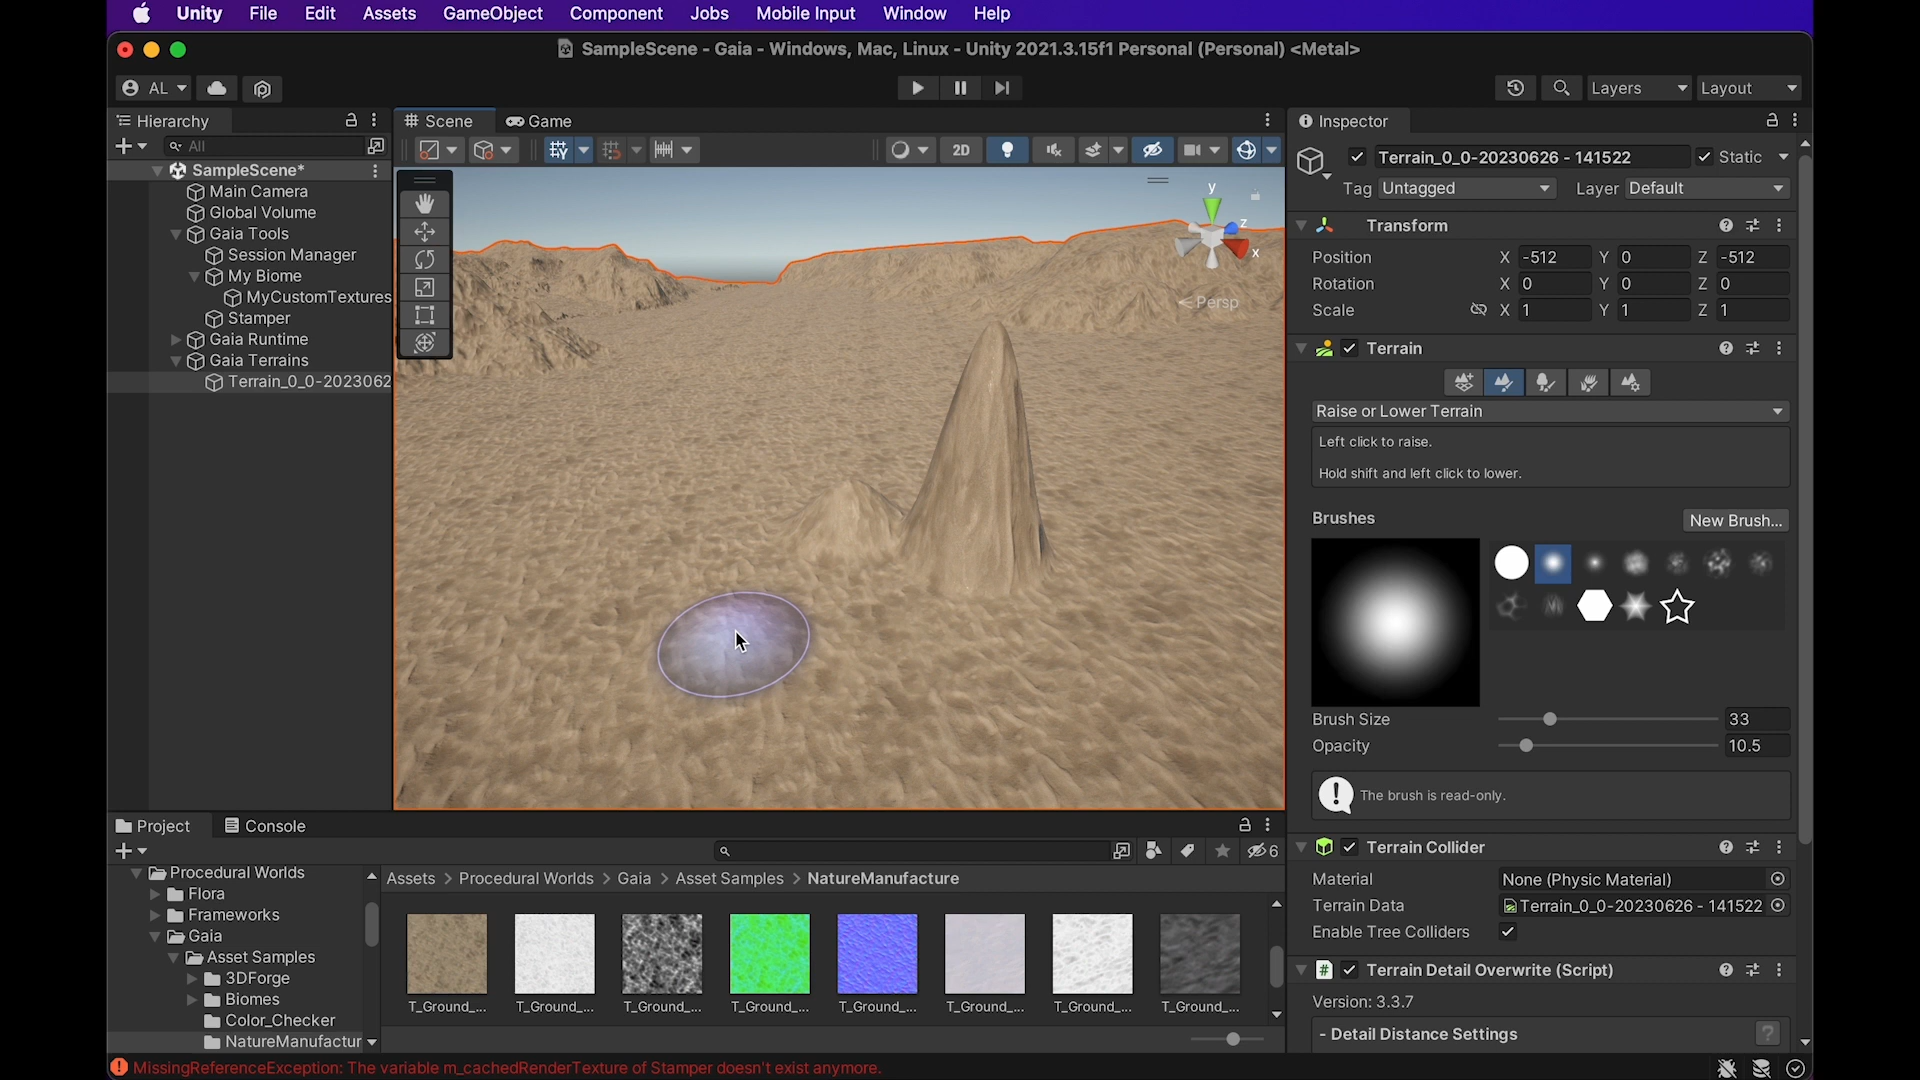 Unity File Edit Assets GameObject Component Jobs Mobile Input Window Help
SampleScene - Gaia - Windows, Mac, Linux - Unity 2021.3.15f1 Personal (Personal) <Metal>
AL
Layers
Layout
Hierarchy
All
SampleScene*
Main Camera
Global Volume
Gaia Tools
Session Manager
My Biome
MyCustomTextures
Stamper
Gaia Runtime
Gaia Terrains
Terrain_0_0-2023062
Scene
Game
2D
y
z
x
Persp
Inspector
Terrain_0_0-20230626 - 141522
Static
Tag Untagged
Layer Default
Transform
Position X -512 Y 0 Z -512
Rotation X 0 Y 0 Z 0
Scale X 1 Y 1 Z 1
Terrain
Raise or Lower Terrain
Left click to raise.
Hold shift and left click to lower.
Brushes
New Brush...
Brush Size 33
Opacity 10.5
The brush is read-only.
Terrain Collider
Material None (Physic Material)
Terrain Data Terrain_0_0-20230626 - 141522
Enable Tree Colliders
Terrain Detail Overwrite (Script)
Version: 3.3.7
- Detail Distance Settings
?
Project
Console
6
Procedural Worlds
Flora
Frameworks
Gaia
Asset Samples
3DForge
Biomes
Color_Checker
NatureManufactur
Assets > Procedural Worlds > Gaia > Asset Samples > NatureManufacture
T_Ground_... T_Ground_... T_Ground_... T_Ground_... T_Ground_... T_Ground_... T_Ground_... T_Ground_...
MissingReferenceException: The variable m_cachedRenderTexture of Stamper doesn't exist anymore.